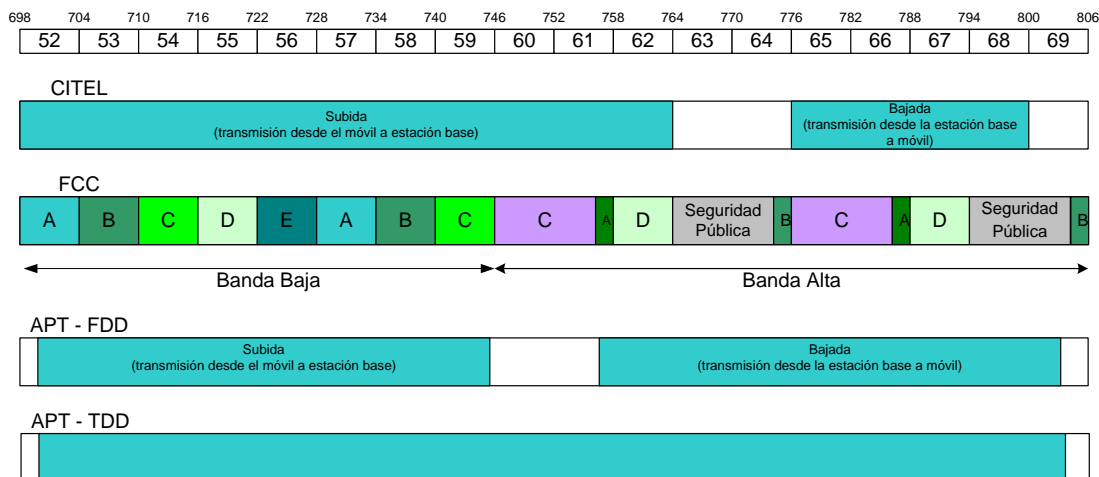 698 704 710 716 722 728 734 740 746 752 758 764 770 776 782 788 794 800 806
52 53 54 55 56 57 58 59 60 61 62 63 64 65 66 67 68 69
CITEL
Subida
(transmisión desde el móvil a estación base)
Bajada
(transmisión desde la estación base
a móvil)
FCC
A B C D E A B C C A D Seguridad Pública B C A D Seguridad Pública B
Banda Baja
Banda Alta
APT - FDD
Subida
(transmisión desde el móvil a estación base)
Bajada
(transmisión desde la estación base a móvil)
APT - TDD